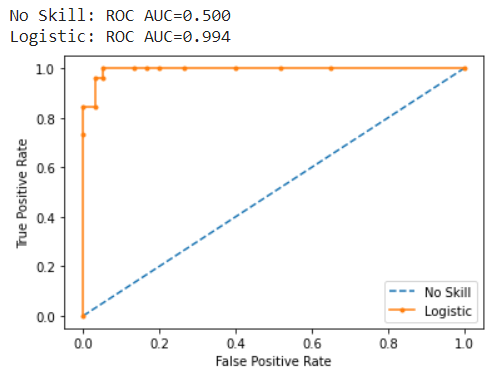 No Skill: ROC AUC=0.500
Logistic: ROC AUC=0.994
1.0
0.8
0.6
0.4
0.2
0.0
True Positive Rate
No Skill
Logistic
0.0 0.2 0.4 0.6 0.8 1.0
False Positive Rate